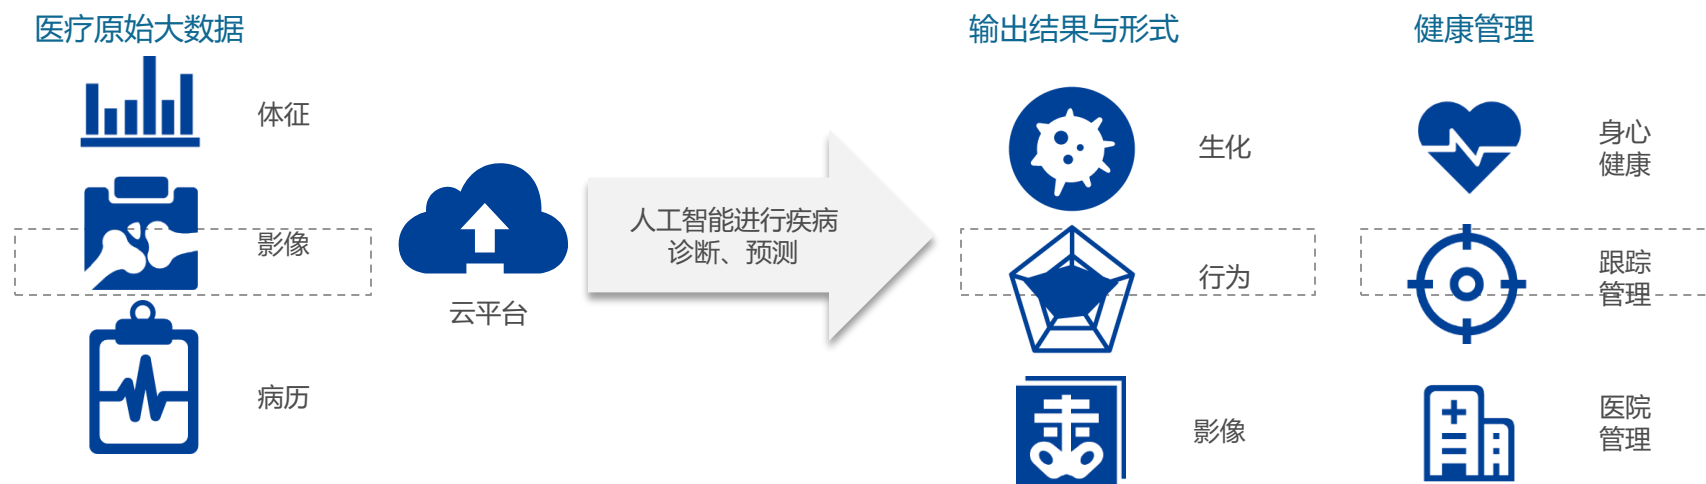 医疗原始大数据
体征
影像
病历
云平台
人工智能进行疾病
诊断、预测
输出结果与形式
生化
行为
影像
健康管理
身心
健康
跟踪
管理
医院
管理